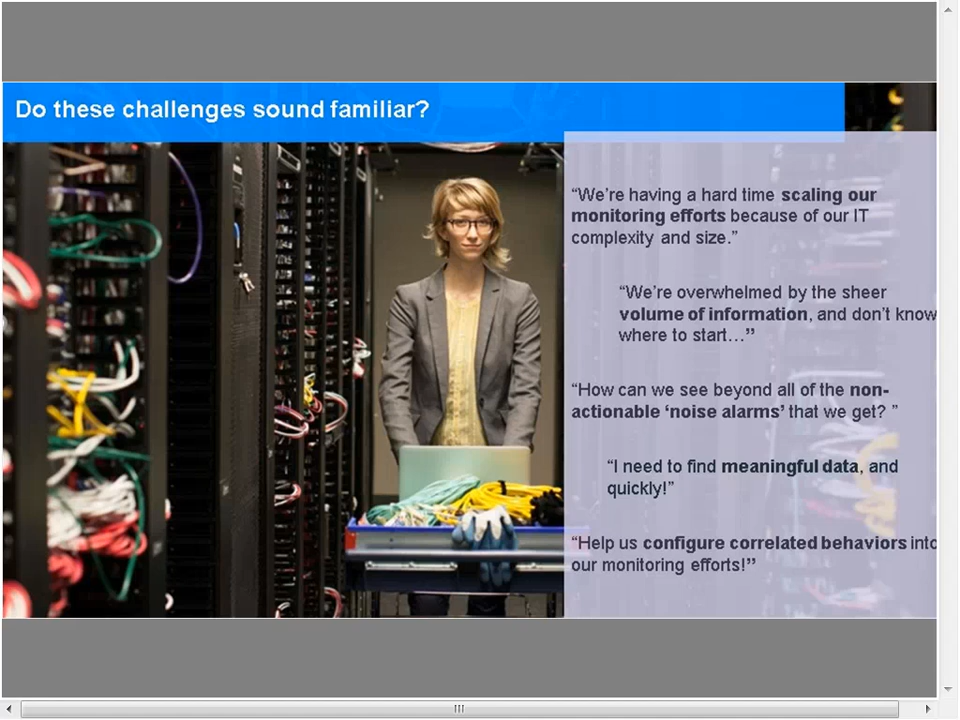 Do these challenges sound familiar?
“We’re having a hard time scaling our
monitoring efforts because of our IT
complexity and size.”
“We’re overwhelmed by the sheer
volume of information, and don’t know
where to start…”
“How can we see beyond all of the non-
actionable ‘noise alarms’ that we get? ”
“I need to find meaningful data, and
quickly!”
“Help us configure correlated behaviors into
our monitoring efforts!”